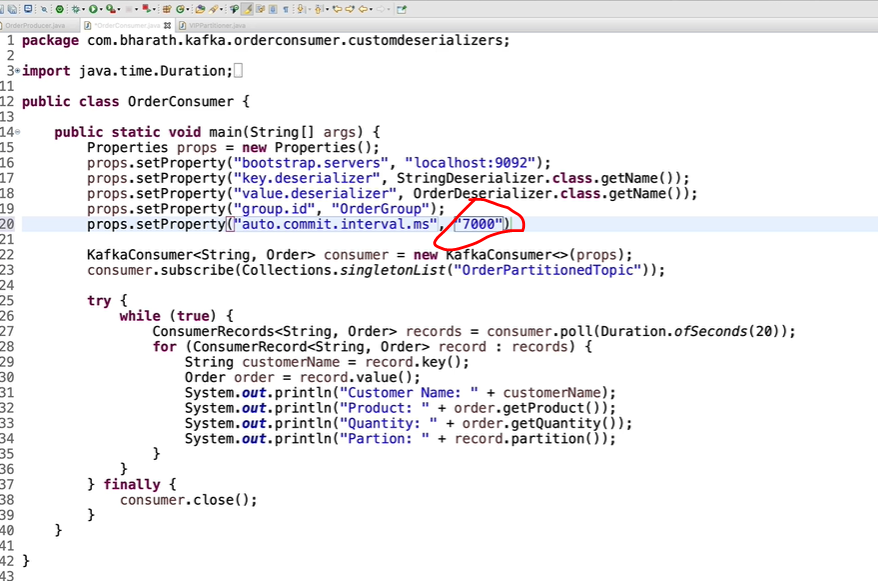 OrderProducer.java *OrderConsumer.java VIPPartitioner.java
1 package com.bharath.kafka.orderconsumer.customdeserializers;
2
3 import java.time.Duration;
11
12 public class OrderConsumer {
13
14 public static void main(String[] args) {
15 Properties props = new Properties();
16 props.setProperty("bootstrap.servers", "localhost:9092");
17 props.setProperty("key.deserializer", StringDeserializer.class.getName());
18 props.setProperty("value.deserializer", OrderDeserializer.class.getName());
19 props.setProperty("group.id", "OrderGroup");
20 props.setProperty("auto.commit.interval.ms", "7000")
21
22 KafkaConsumer<String, Order> consumer = new KafkaConsumer<>(props);
23 consumer.subscribe(Collections.singletonList("OrderPartitionedTopic"));
24
25 try {
26 while (true) {
27 ConsumerRecords<String, Order> records = consumer.poll(Duration.ofSeconds(20));
28 for (ConsumerRecord<String, Order> record : records) {
29 String customerName = record.key();
30 Order order = record.value();
31 System.out.println("Customer Name: " + customerName);
32 System.out.println("Product: " + order.getProduct());
33 System.out.println("Quantity: " + order.getQuantity());
34 System.out.println("Partion: " + record.partition());
35 }
36 }
37 } finally {
38 consumer.close();
39 }
40 }
41
42 }
43